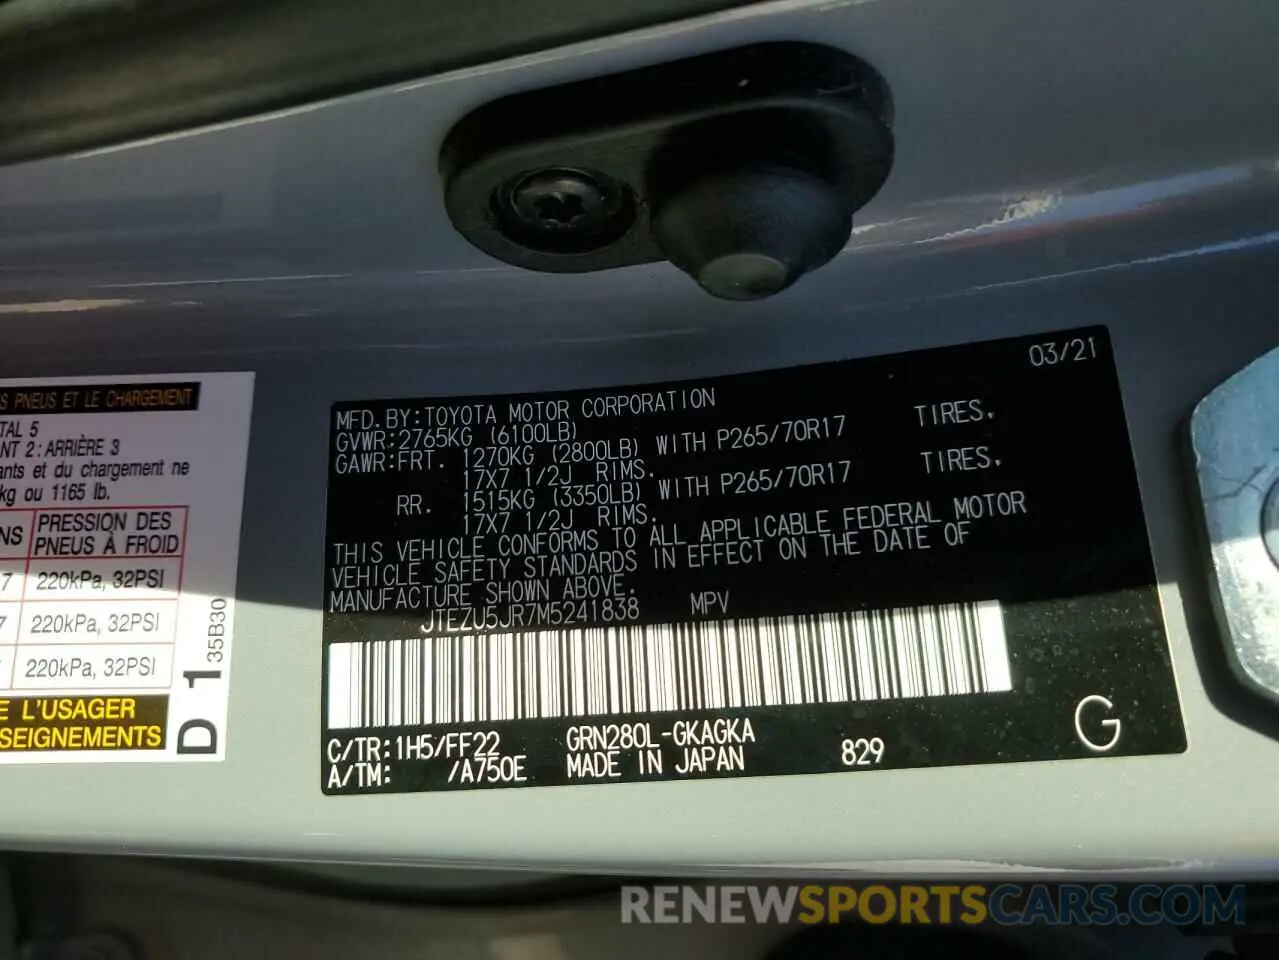 S PNEUS ET LE CHARGEMENT
TAL 5
ANT 2 : ARRIÈRE 3
ants et du chargement ne
kg ou 1165 lb.
NS PRESSION DES PNEUS À FROID
7 220kPa, 32PSI
7 220kPa, 32PSI
220kPa, 32PSI
E L'USAGER
SEIGNEMENTS
D 1 35B30
03/21
MFD. BY: TOYOTA MOTOR CORPORATION
GVWR: 2765KG (6100LB)
GAWR: FRT. 1270KG (2800LB) WITH P265/70R17 TIRES.
17X7 1/2J RIMS.
RR. 1515KG (3350LB) WITH P265/70R17 TIRES.
17X7 1/2J RIMS.
THIS VEHICLE CONFORMS TO ALL APPLICABLE FEDERAL MOTOR
VEHICLE SAFETY STANDARDS IN EFFECT ON THE DATE OF
MANUFACTURE SHOWN ABOVE.
JTEZU5JR7M5241838 MPV
C/TR: 1H5/FF22 GRN280L-GKAGKA
A/TM: /A750E MADE IN JAPAN 829
G
RENEWSPORTSCARS.COM